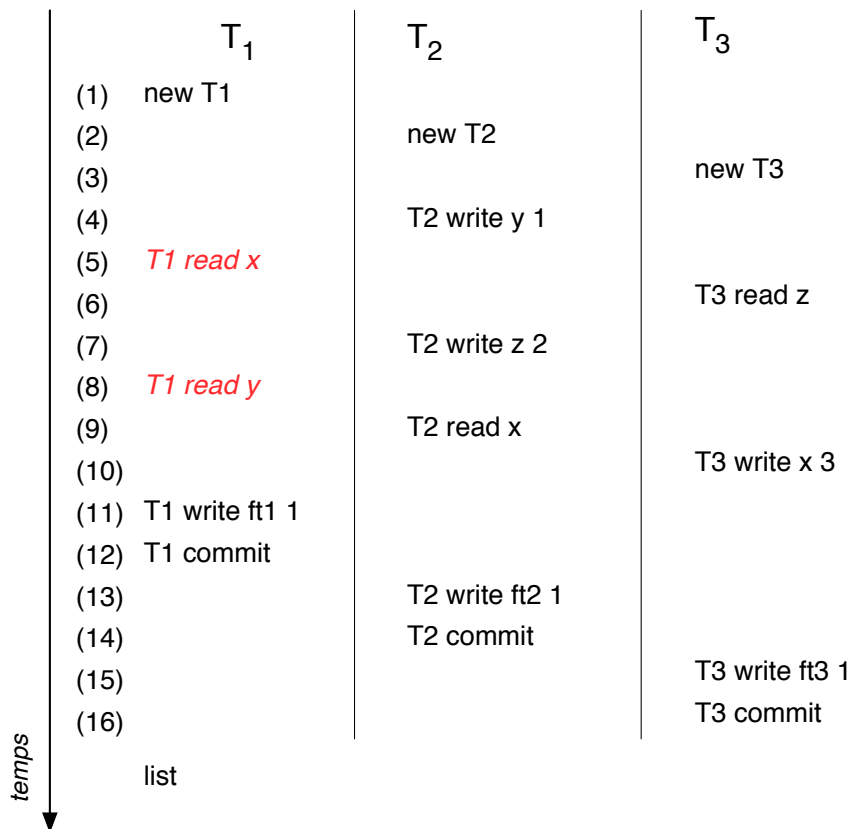 T1 T2 T3
(1) new T1
(2) new T2
(3) new T3
(4) T2 write y 1
(5) T1 read x
(6) T3 read z
(7) T2 write z 2
(8) T1 read y
(9) T2 read x
(10) T3 write x 3
(11) T1 write ft1 1
(12) T1 commit
(13) T2 write ft2 1
(14) T2 commit
(15) T3 write ft3 1
(16) T3 commit
list
temps